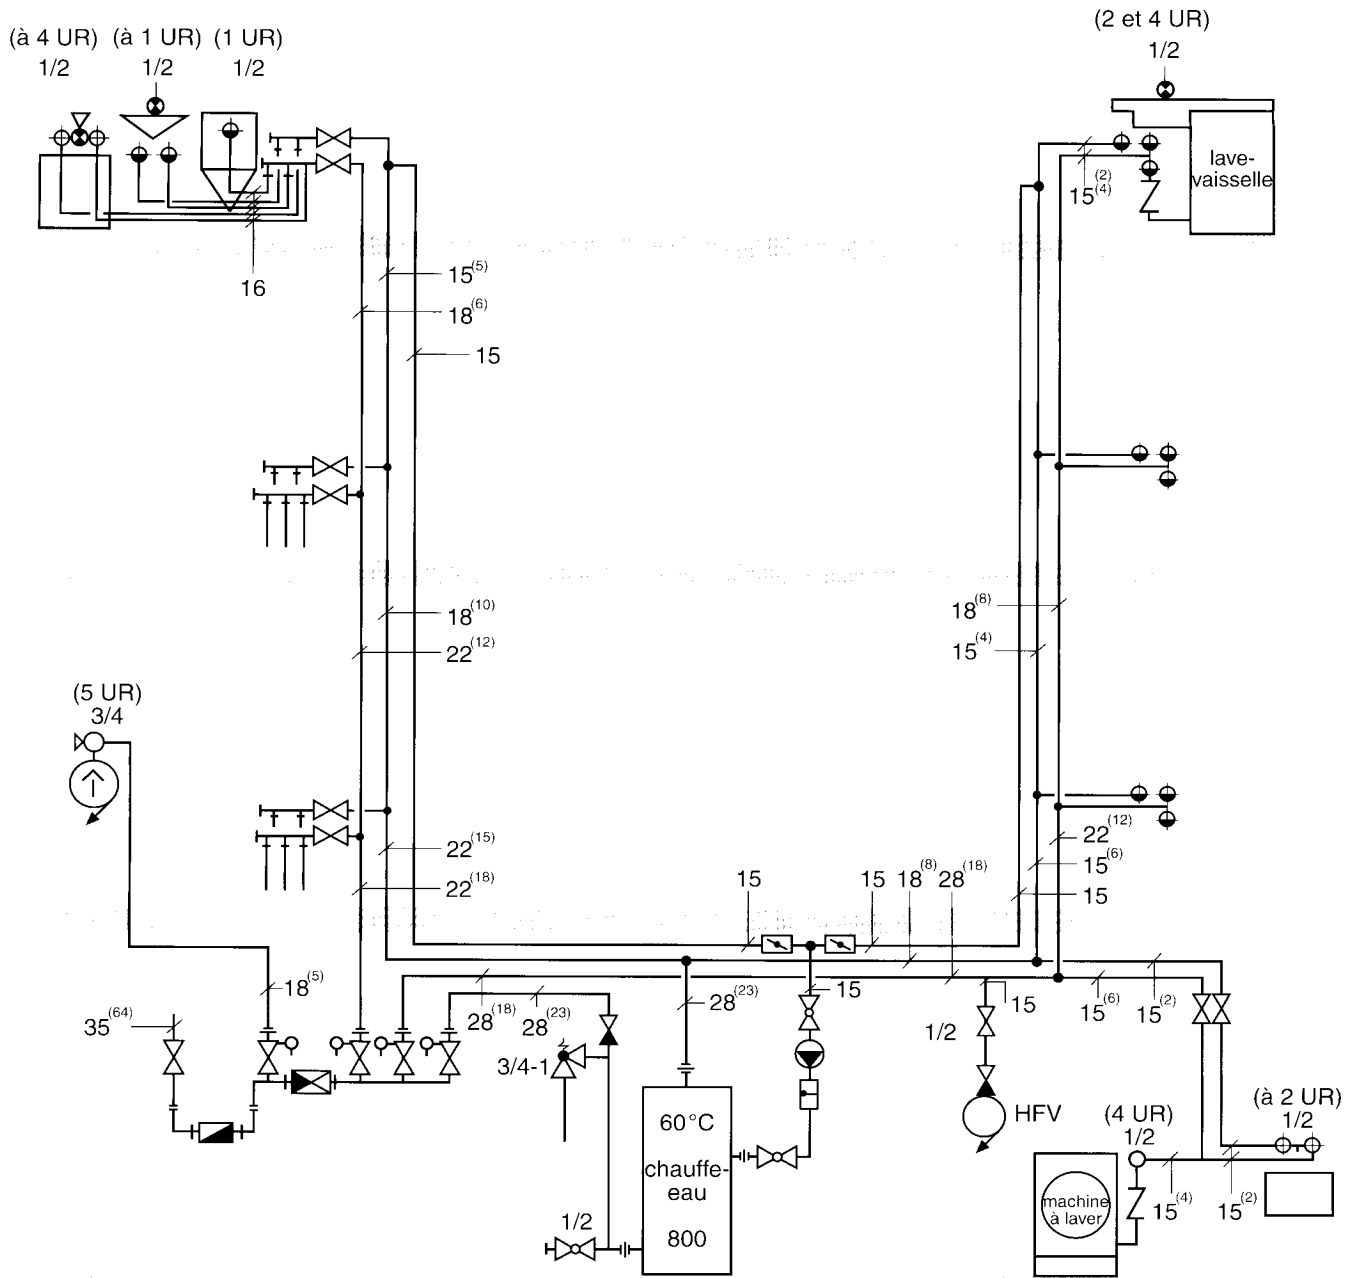 (à 4 UR) (à 1 UR) (1 UR)
1/2 1/2 1/2
(2 et 4 UR)
1/2
lave-
vaisselle
15 (2) (4)
16
15 (5)
18 (6)
15
18 (10)
22 (12)
18 (8)
15 (4)
(5 UR)
3/4
22 (15)
22 (18)
15 15 18 (8) 28 (18)
22 (12)
15 (6)
15
18 (5)
35 (64)
28 (18)
28 (23)
28 (23)
15
15
15 (6)
15 (2)
1/2
3/4-1
HFV
60°C
chauffe-
eau
800
1/2
(4 UR)
1/2
(à 2 UR)
1/2
machine
à laver
15 (4)
15 (2)